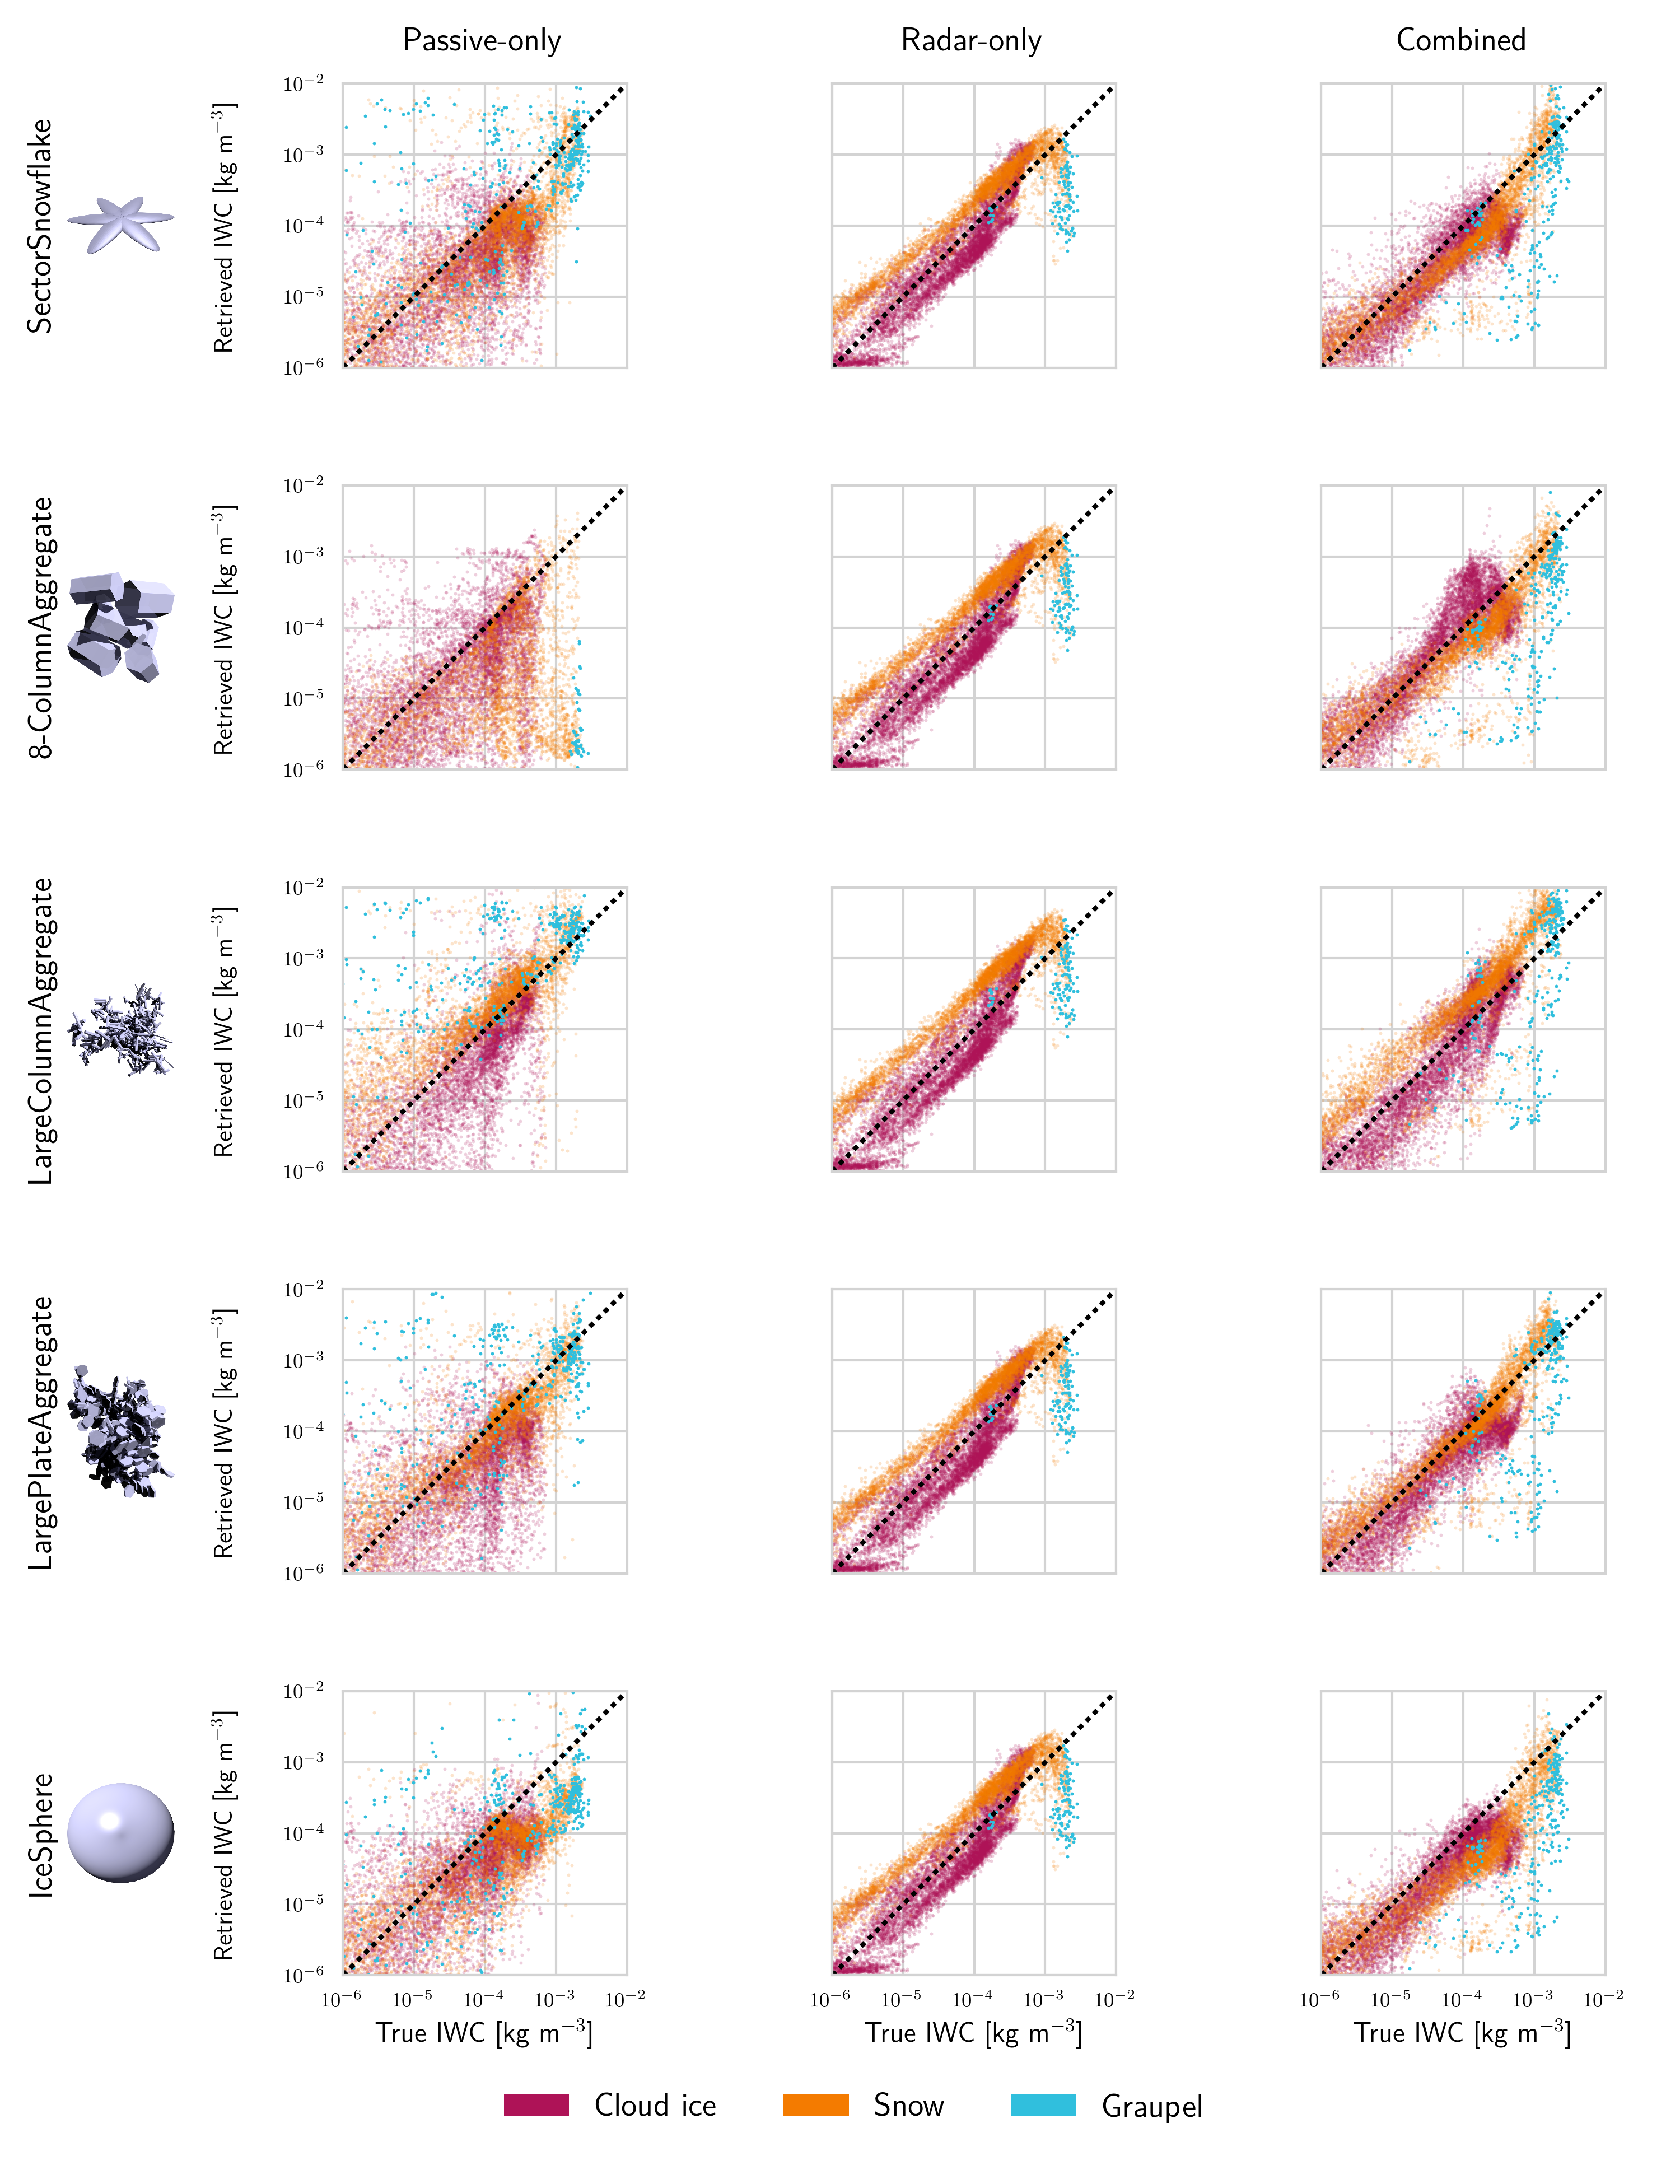 Passive-only Radar-only Combined
SectorSnowflake
Retrieved IWC [kg m⁻³]
10⁻²
10⁻³
10⁻⁴
10⁻⁵
10⁻⁶
8-ColumnAggregate
Retrieved IWC [kg m⁻³]
10⁻²
10⁻³
10⁻⁴
10⁻⁵
10⁻⁶
LargeColumnAggregate
Retrieved IWC [kg m⁻³]
10⁻²
10⁻³
10⁻⁴
10⁻⁵
10⁻⁶
LargePlateAggregate
Retrieved IWC [kg m⁻³]
10⁻²
10⁻³
10⁻⁴
10⁻⁵
10⁻⁶
IceSphere
Retrieved IWC [kg m⁻³]
10⁻²
10⁻³
10⁻⁴
10⁻⁵
10⁻⁶
10⁻⁶ 10⁻⁵ 10⁻⁴ 10⁻³ 10⁻² 10⁻⁶ 10⁻⁵ 10⁻⁴ 10⁻³ 10⁻² 10⁻⁶ 10⁻⁵ 10⁻⁴ 10⁻³ 10⁻²
True IWC [kg m⁻³] True IWC [kg m⁻³] True IWC [kg m⁻³]
Cloud ice Snow Graupel